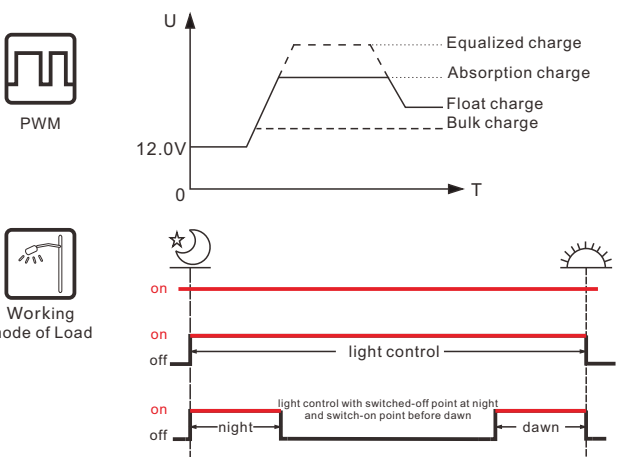 U
Equalized charge
Absorption charge
Float charge
Bulk charge
PWM
12.0V
0
T
on
Working
mode of Load
on
off
light control
on
off
light control with switched-off point at night
and switch-on point before dawn
night
dawn